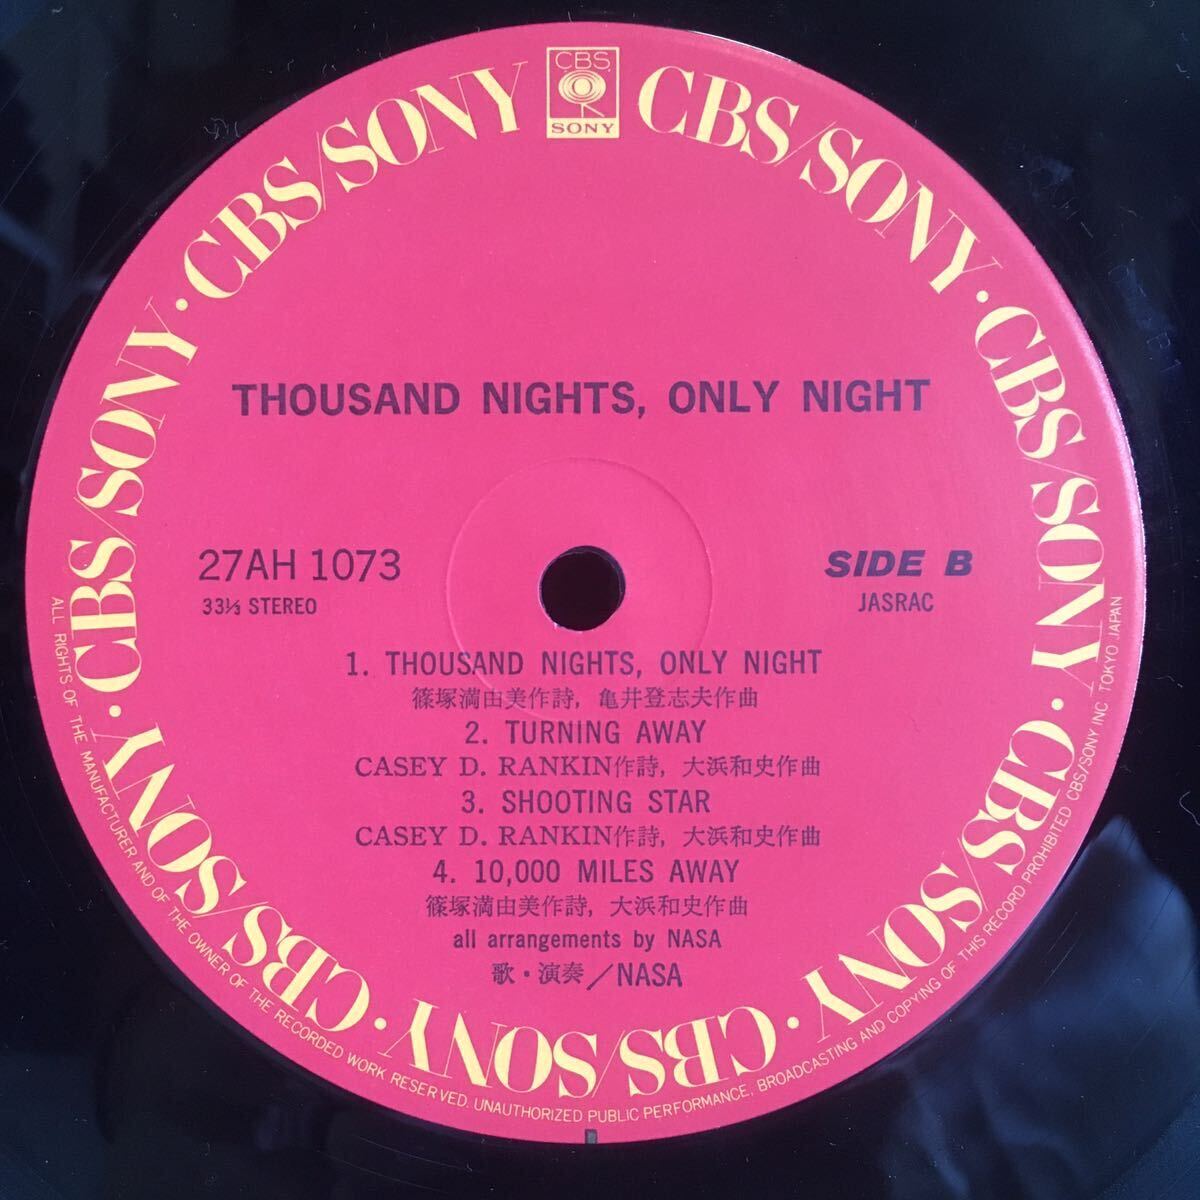 CBS
SONY
CBS/SONY · CBS/SONY · CBS/SONY · CBS/SONY · CBS/SONY · CBS/SONY · CBS/SONY · CBS/SONY
THOUSAND NIGHTS, ONLY NIGHT
27AH 1073
33⅓ STEREO
SIDE B
JASRAC
1. THOUSAND NIGHTS, ONLY NIGHT
篠塚満由美作詩, 亀井登志夫作曲
2. TURNING AWAY
CASEY D. RANKIN作詩, 大浜和史作曲
3. SHOOTING STAR
CASEY D. RANKIN作詩, 大浜和史作曲
4. 10,000 MILES AWAY
篠塚満由美作詩, 大浜和史作曲
all arrangements by NASA
歌・演奏/NASA
ALL RIGHTS OF THE MANUFACTURER AND OF THE OWNER OF THE RECORDED WORK RESERVED. UNAUTHORIZED PUBLIC PERFORMANCE, BROADCASTING AND COPYING OF THIS RECORD PROHIBITED CBS/SONY INC TOKYO JAPAN